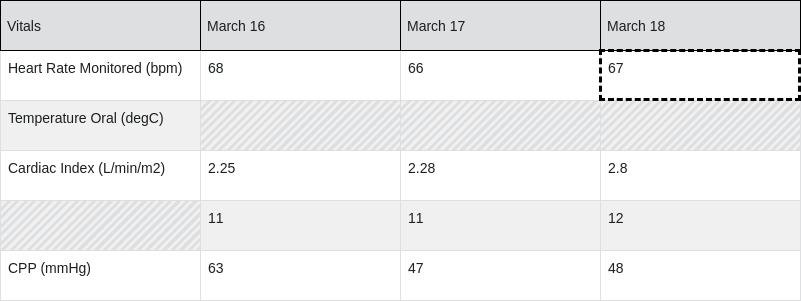 Vitals March 16 March 17 March 18
Heart Rate Monitored (bpm) 68 66 67
Temperature Oral (degC)
Cardiac Index (L/min/m2) 2.25 2.28 2.8
11 11 12
CPP (mmHg) 63 47 48